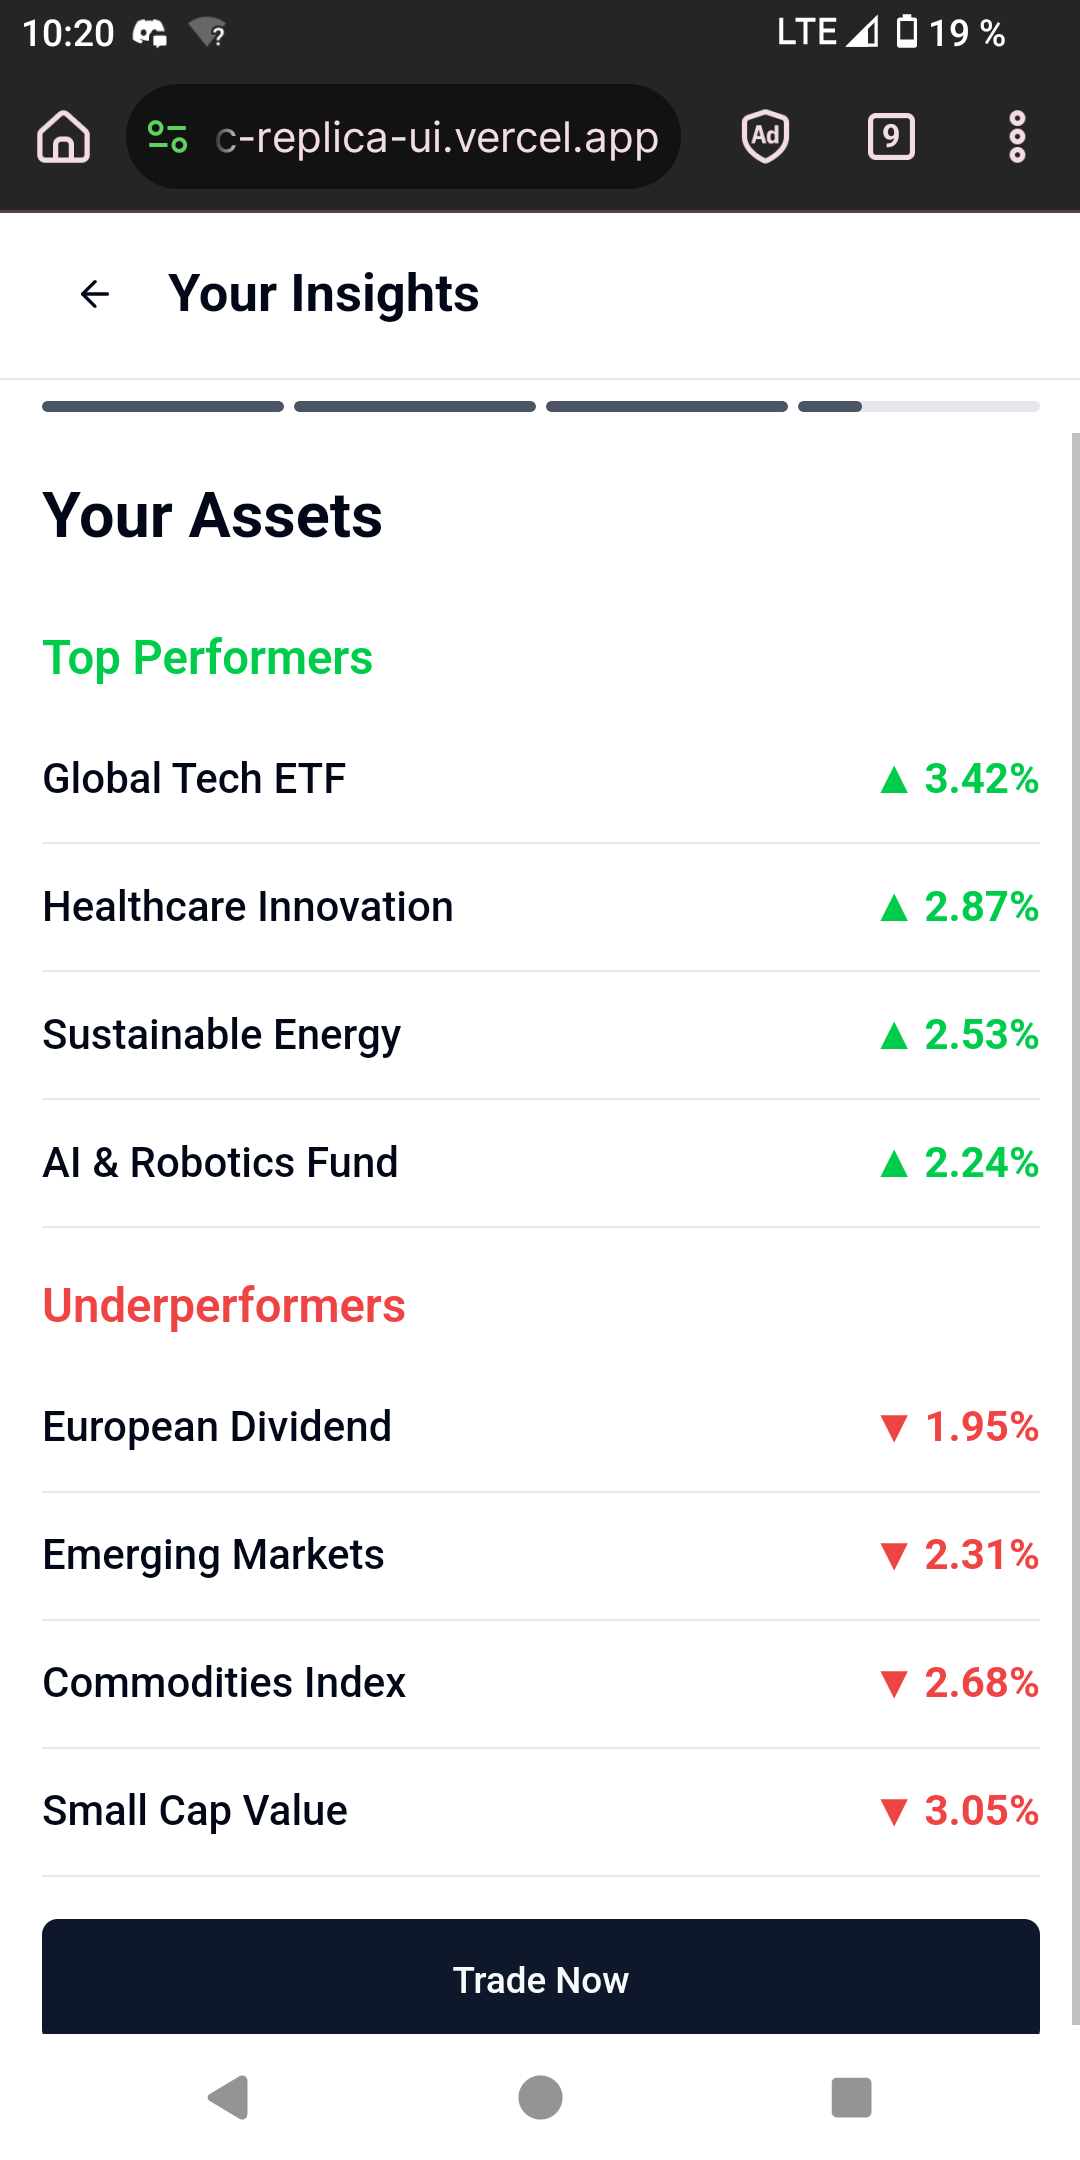 10:20
LTE 19 %
c-replica-ui.vercel.app
Ad
9
Your Insights
Your Assets
Top Performers
Global Tech ETF ▲ 3.42%
Healthcare Innovation ▲ 2.87%
Sustainable Energy ▲ 2.53%
AI & Robotics Fund ▲ 2.24%
Underperformers
European Dividend ▼ 1.95%
Emerging Markets ▼ 2.31%
Commodities Index ▼ 2.68%
Small Cap Value ▼ 3.05%
Trade Now